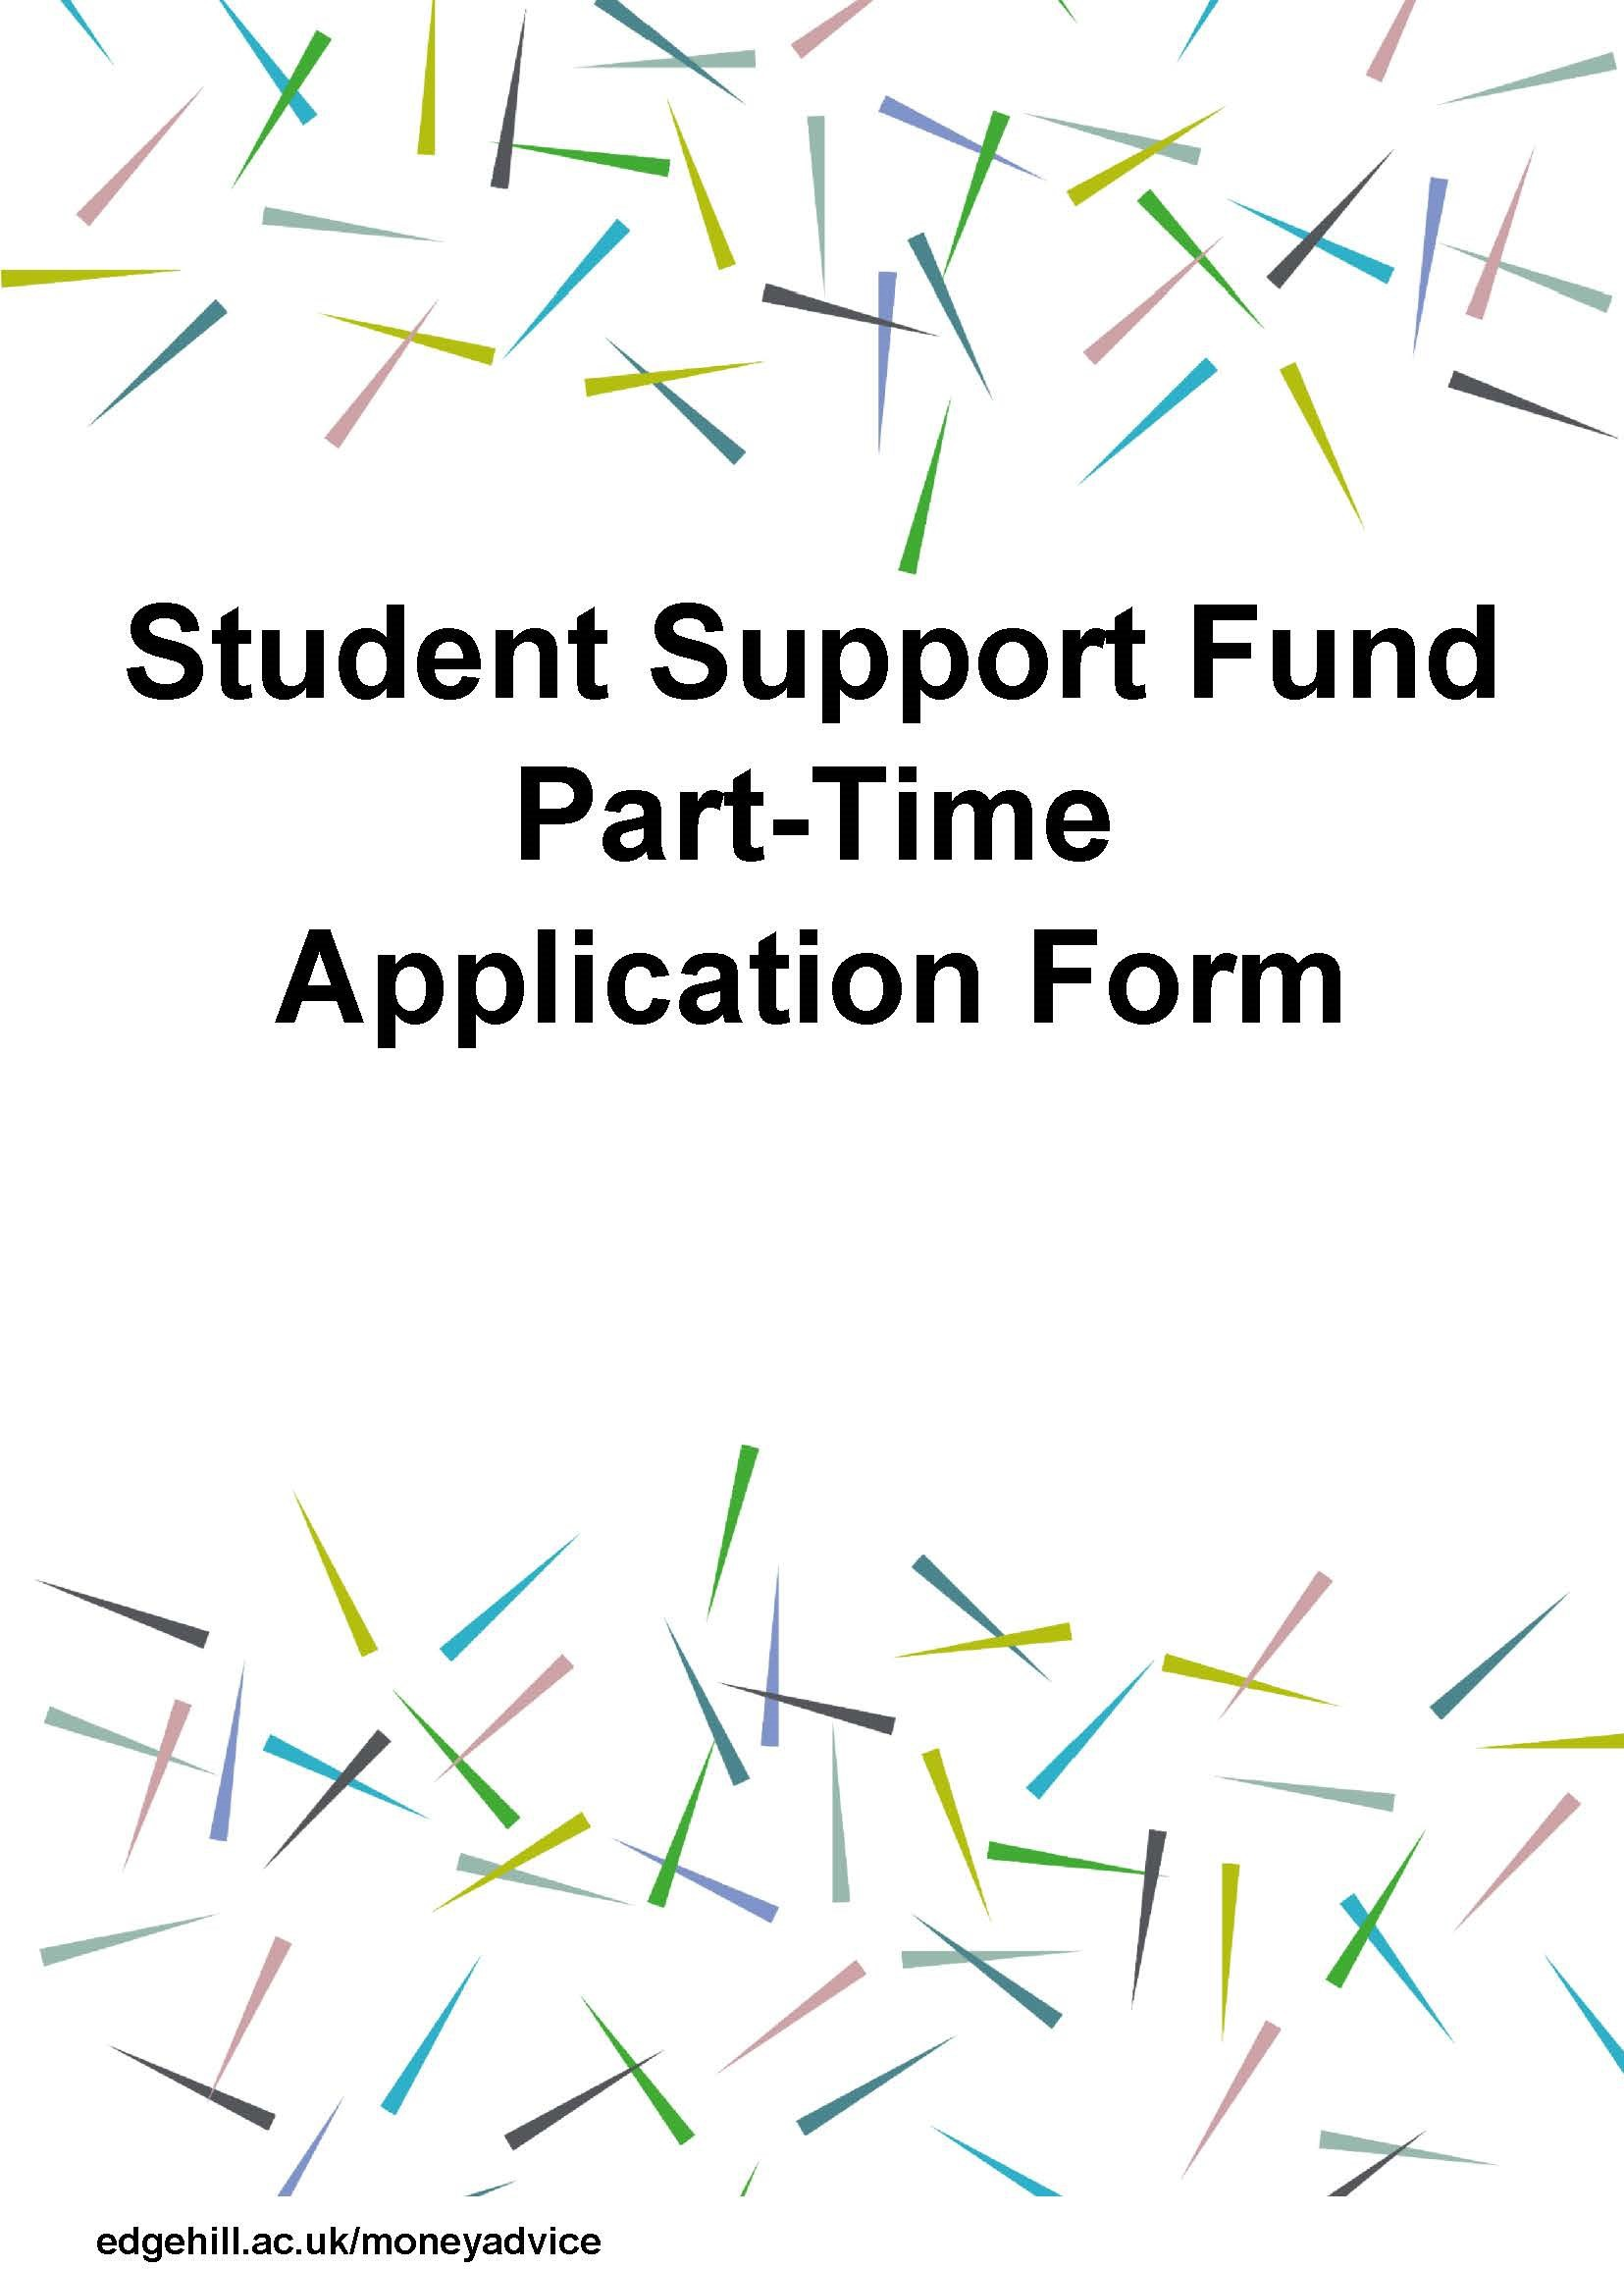 Student Support Fund
Part-Time
Application Form
edgehill.ac.uk/moneyadvice